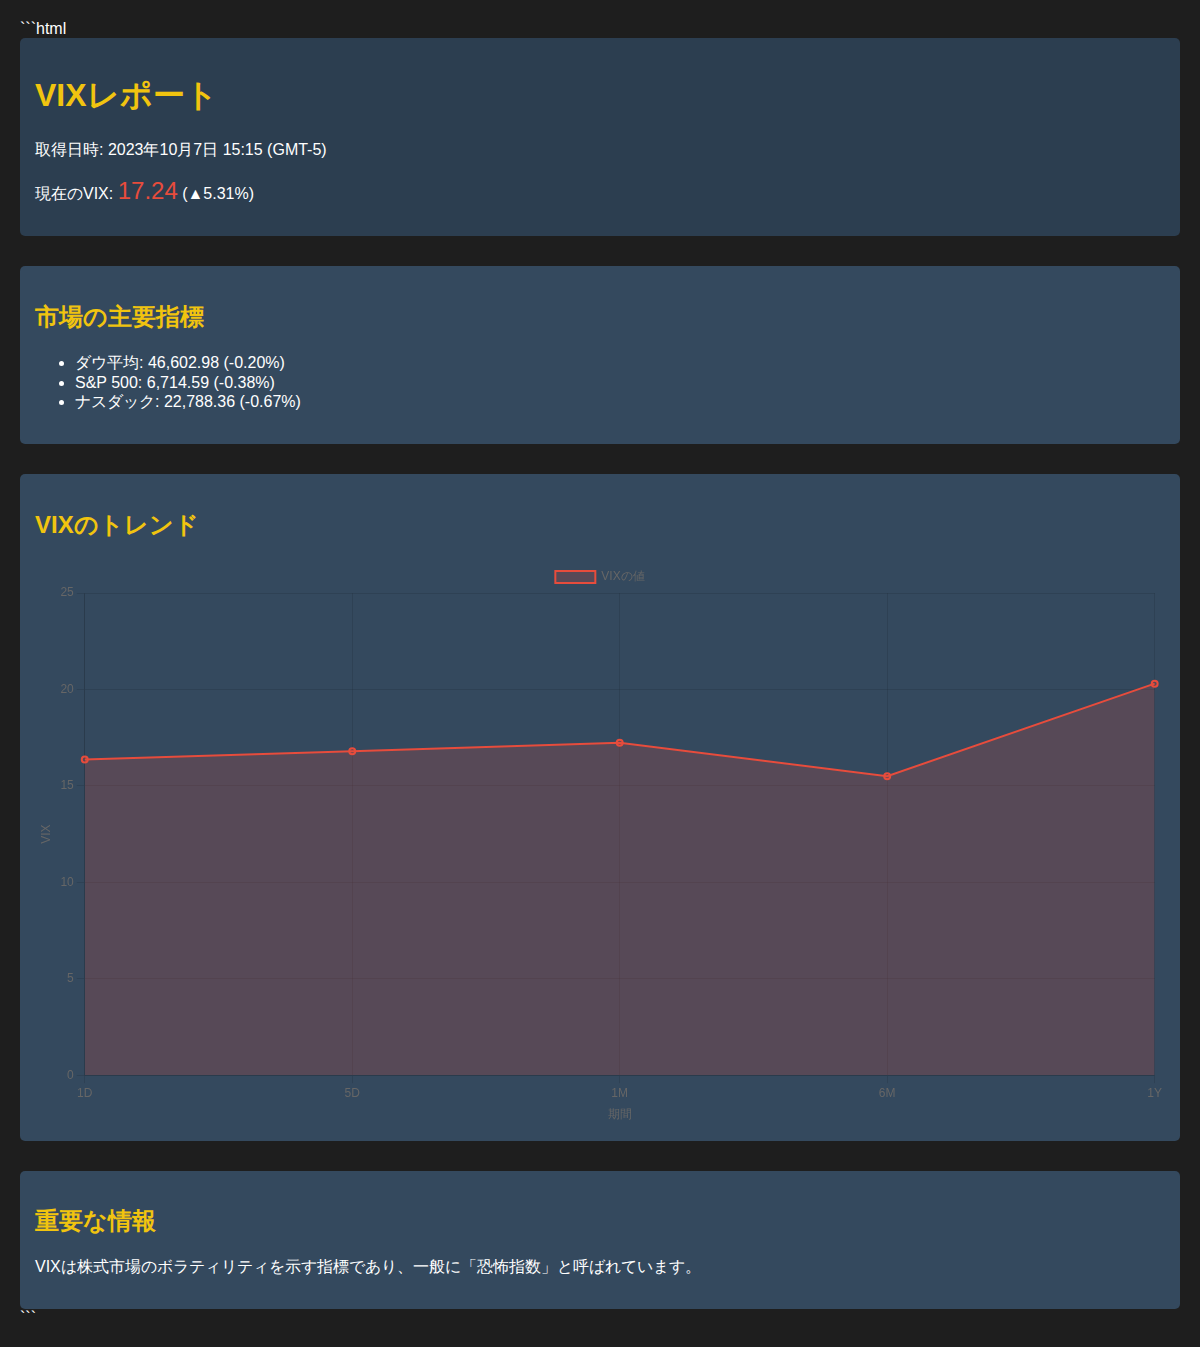 ```html
VIXレポート
取得日時: 2023年10月7日 15:15 (GMT-5)
現在のVIX: 17.24 (▲5.31%)
市場の主要指標
• ダウ平均: 46,602.98 (-0.20%)
• S&P 500: 6,714.59 (-0.38%)
• ナスダック: 22,788.36 (-0.67%)
VIXのトレンド
VIXの値
25
20
15
10
5
0
VIX
1D 5D 1M 6M 1Y
期間
重要な情報
VIXは株式市場のボラティリティを示す指標であり、一般に「恐怖指数」と呼ばれています。
```